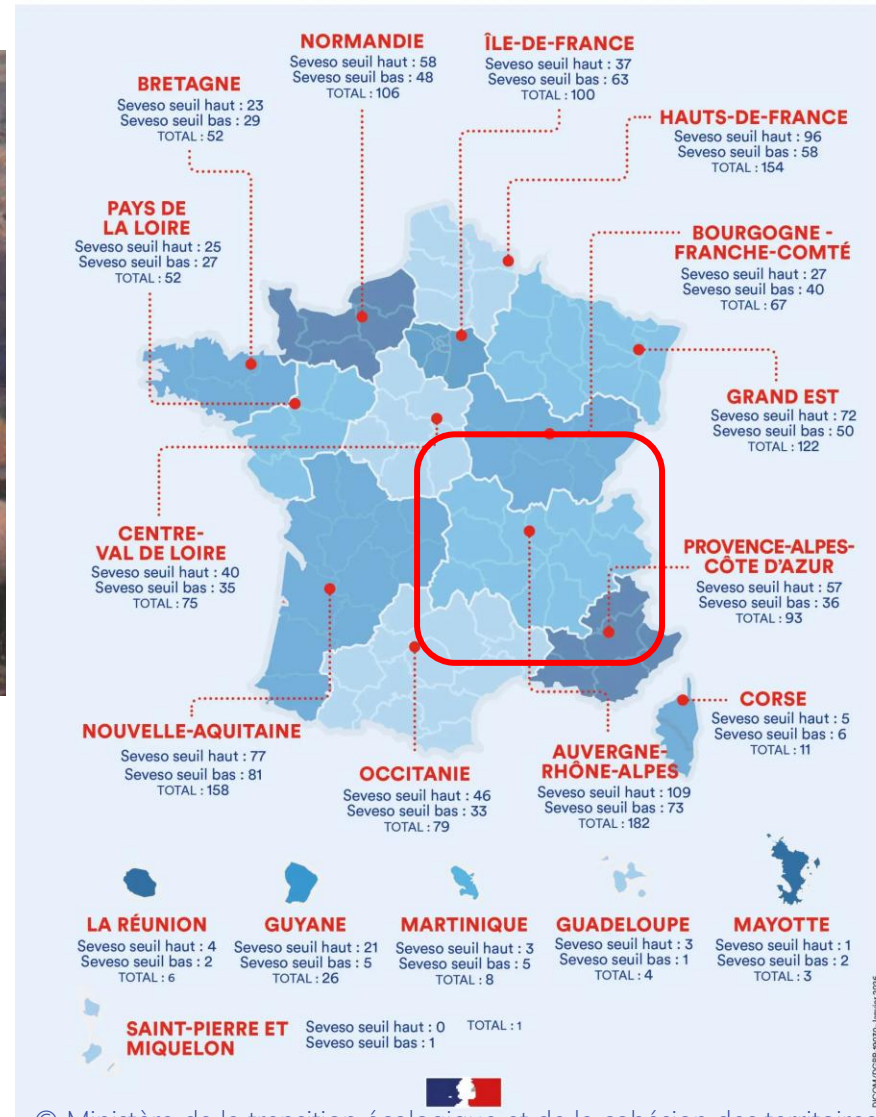 NORMANDIE
Seveso seuil haut : 58
Seveso seuil bas : 48
TOTAL : 106
ÎLE-DE-FRANCE
Seveso seuil haut : 37
Seveso seuil bas : 63
TOTAL : 100
BRETAGNE
Seveso seuil haut : 23
Seveso seuil bas : 29
TOTAL : 52
HAUTS-DE-FRANCE
Seveso seuil haut : 96
Seveso seuil bas : 58
TOTAL : 154
PAYS DE
LA LOIRE
Seveso seuil haut : 25
Seveso seuil bas : 27
TOTAL : 52
BOURGOGNE -
FRANCHE-COMTÉ
Seveso seuil haut : 27
Seveso seuil bas : 40
TOTAL : 67
GRAND EST
Seveso seuil haut : 72
Seveso seuil bas : 50
TOTAL : 122
CENTRE-
VAL DE LOIRE
Seveso seuil haut : 40
Seveso seuil bas : 35
TOTAL : 75
PROVENCE-ALPES-
CÔTE D'AZUR
Seveso seuil haut : 57
Seveso seuil bas : 36
TOTAL : 93
NOUVELLE-AQUITAINE
Seveso seuil haut : 77
Seveso seuil bas : 81
TOTAL : 158
OCCITANIE
Seveso seuil haut : 46
Seveso seuil bas : 33
TOTAL : 79
AUVERGNE-
RHÔNE-ALPES
Seveso seuil haut : 109
Seveso seuil bas : 73
TOTAL : 182
CORSE
Seveso seuil haut : 5
Seveso seuil bas : 6
TOTAL : 11
LA RÉUNION
Seveso seuil haut : 4
Seveso seuil bas : 2
TOTAL : 6
GUYANE
Seveso seuil haut : 21
Seveso seuil bas : 5
TOTAL : 26
MARTINIQUE
Seveso seuil haut : 3
Seveso seuil bas : 5
TOTAL : 8
GUADELOUPE
Seveso seuil haut : 3
Seveso seuil bas : 1
TOTAL : 4
MAYOTTE
Seveso seuil haut : 1
Seveso seuil bas : 2
TOTAL : 3
SAINT-PIERRE ET
MIQUELON
Seveso seuil haut : 0 TOTAL : 1
Seveso seuil bas : 1
© Ministère de la transition écologique et de la cohésion des territoires